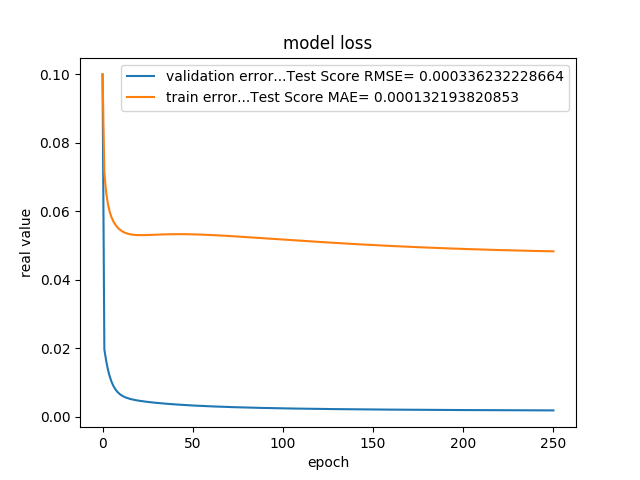 model loss
validation error...Test Score RMSE= 0.000336232228664
train error...Test Score MAE= 0.000132193820853
0.10
0.08
0.06
0.04
0.02
0.00
real value
0 50 100 150 200 250
epoch